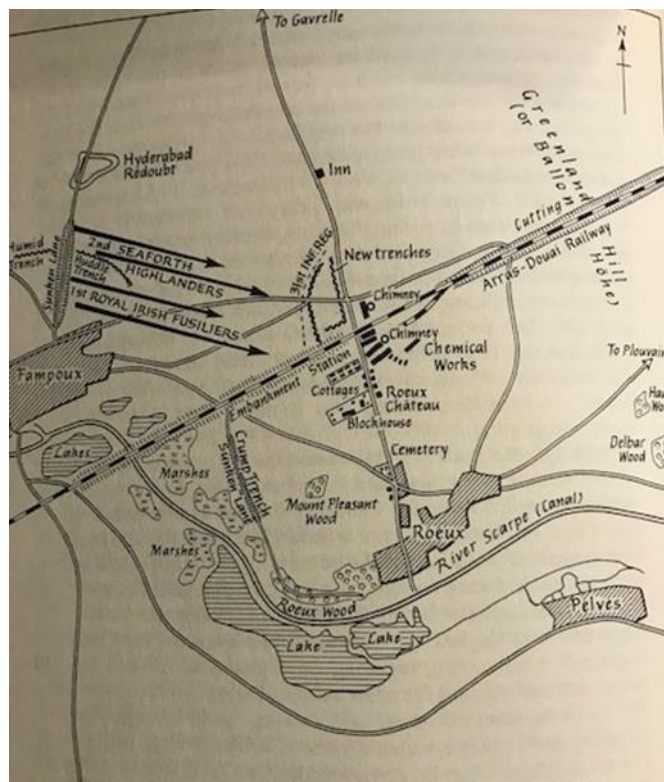 To Gavrelle
N
Hyderabad
Redoubt
Inn
Greenland
(or Ballon
Hill
Höhe)
Cutting
Arras-Douai Railway
Humid
Trench
Sunken Lane
2nd SEAFORTH
HIGHLANDERS
Huddle
Trench
1st ROYAL IRISH FUSILIERS
31st INF. REG.
New trenches
Chimney
Chimney
Chemical
Works
To Plouvain
Fampoux
Embankment
Station
Cottages
Roeux
Château
Blockhouse
Delbar
Wood
Lakes
Marshes
Crump Trench
Sunken Lane
Cemetery
Mount Pleasant
Wood
Roeux
River Scarpe (Canal)
Marshes
Roeux Wood
Pelves
Lake
Lake